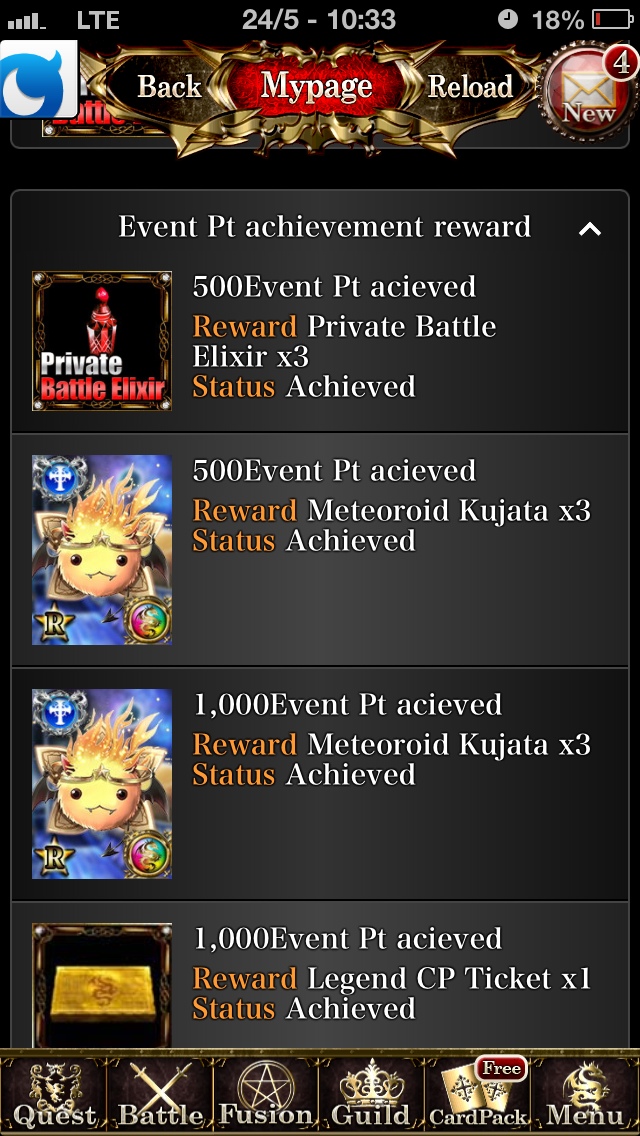 LTE 24/5 - 10:33 18%
Back Mypage Reload 4
New
Event Pt achievement reward
500Event Pt acieved
Reward Private Battle
Elixir x3
Status Achieved
Private
Battle Elixir
500Event Pt acieved
Reward Meteoroid Kujata x3
Status Achieved
R
1,000Event Pt acieved
Reward Meteoroid Kujata x3
Status Achieved
R
1,000Event Pt acieved
Reward Legend CP Ticket x1
Status Achieved
Free
Quest Battle Fusion Guild CardPack Menu